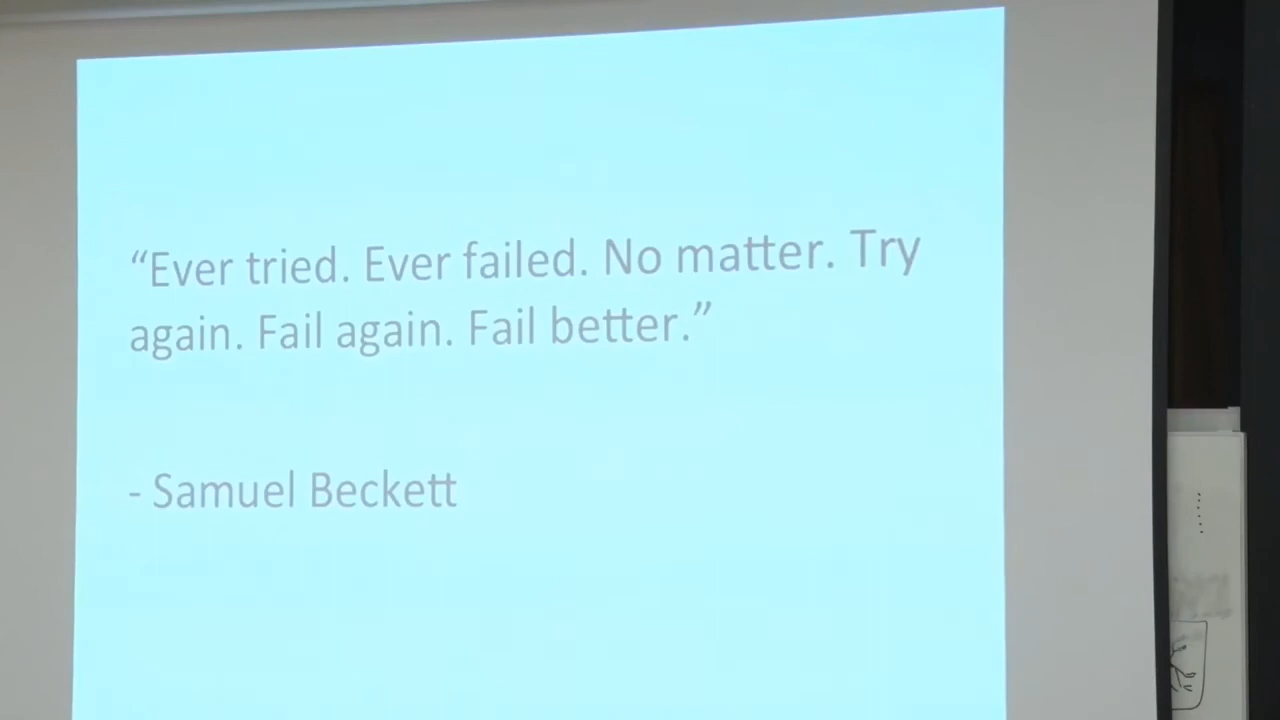 “Ever tried. Ever failed. No matter. Try
again. Fail again. Fail better.”
- Samuel Beckett